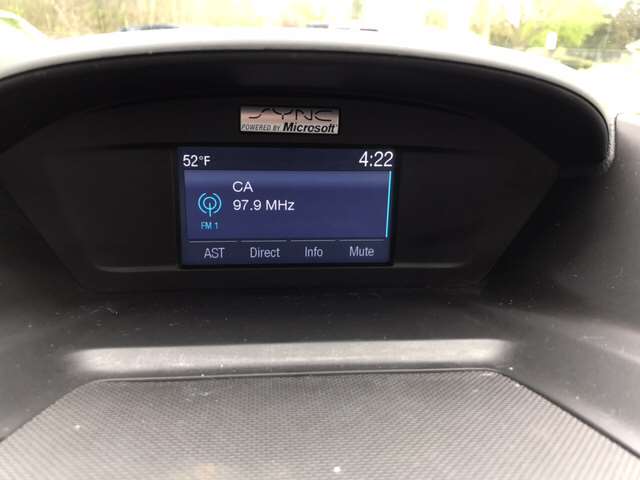 SYNC
POWERED BY Microsoft
52°F 4:22
CA
97.9 MHz
FM 1
AST Direct Info Mute